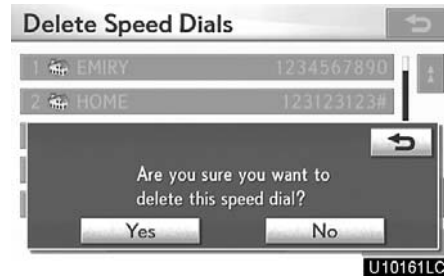 Delete Speed Dials
1 EMIRY 1234567890
2 HOME 123123123#
Are you sure you want to
delete this speed dial?
Yes No
U10161LC